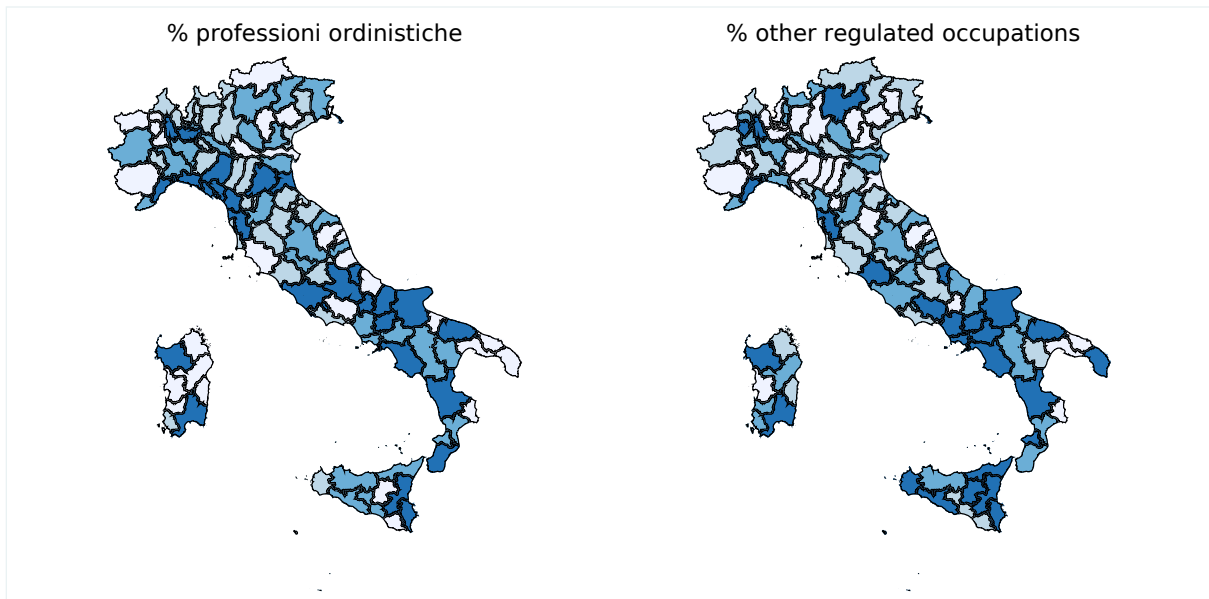 % professioni ordinistiche
% other regulated occupations